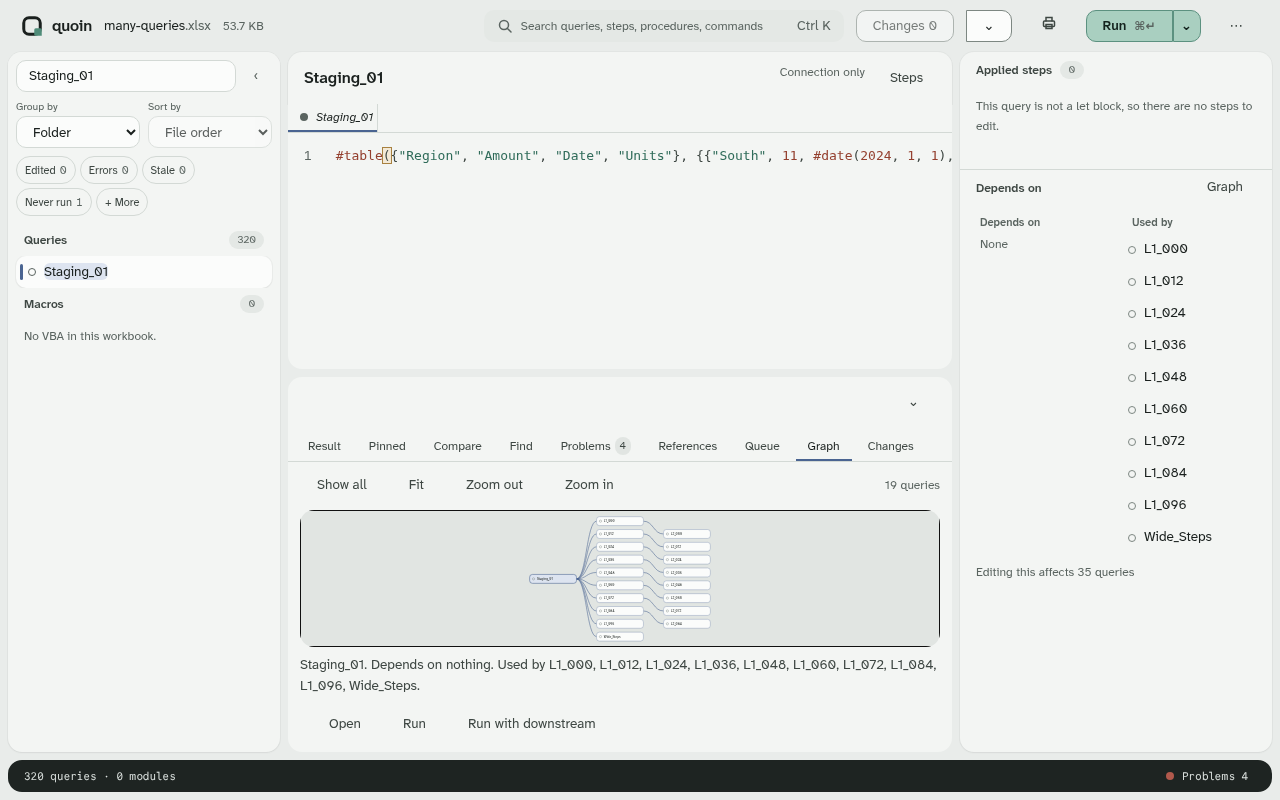 quoin many-queries.xlsx 53.7 KB
Search queries, steps, procedures, commands Ctrl K
Changes 0
Run ⌘↵
Staging_01
Group by Sort by
Folder File order
Edited 0 Errors 0 Stale 0
Never run 1 + More
Queries 320
Staging_01
Macros 0
No VBA in this workbook.
Staging_01 Connection only Steps
Staging_01
1 #table({"Region", "Amount", "Date", "Units"}, {{"South", 11, #date(2024, 1, 1),
Result Pinned Compare Find Problems 4 References Queue Graph Changes
Show all Fit Zoom out Zoom in 19 queries
Staging_01. Depends on nothing. Used by L1_000, L1_012, L1_024, L1_036, L1_048, L1_060, L1_072, L1_084,
L1_096, Wide_Steps.
Open Run Run with downstream
Applied steps 0
This query is not a let block, so there are no steps to
edit.
Depends on Graph
Depends on Used by
None
L1_000
L1_012
L1_024
L1_036
L1_048
L1_060
L1_072
L1_084
L1_096
Wide_Steps
Editing this affects 35 queries
320 queries · 0 modules Problems 4